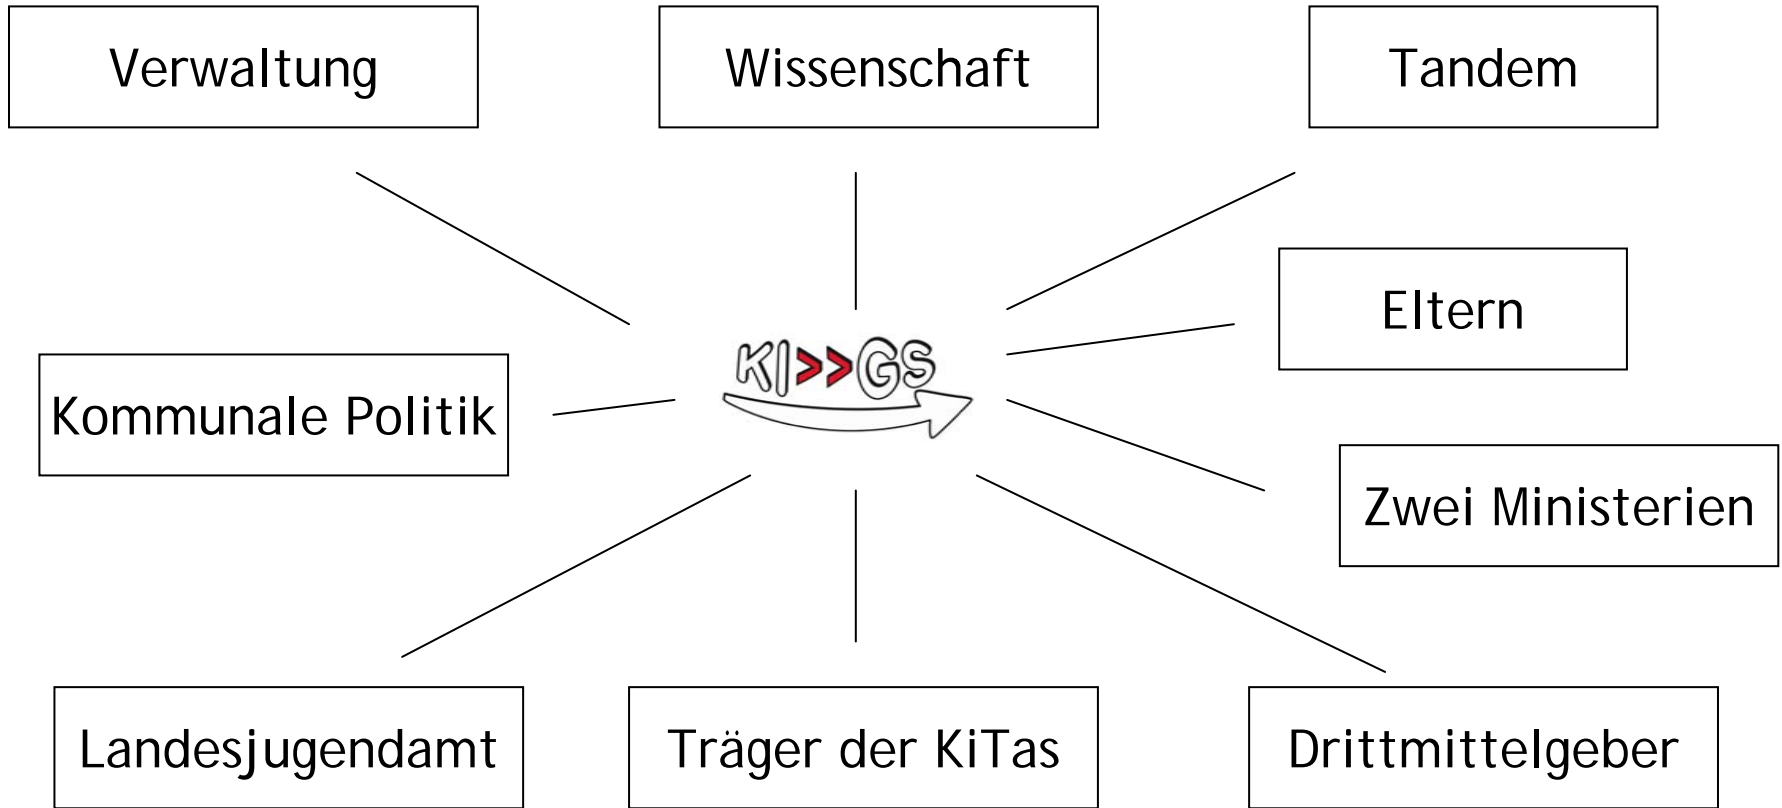 Verwaltung
Wissenschaft
Tandem
Eltern
KI>>GS
Kommunale Politik
Zwei Ministerien
Landesjugendamt
Träger der KiTas
Drittmittelgeber